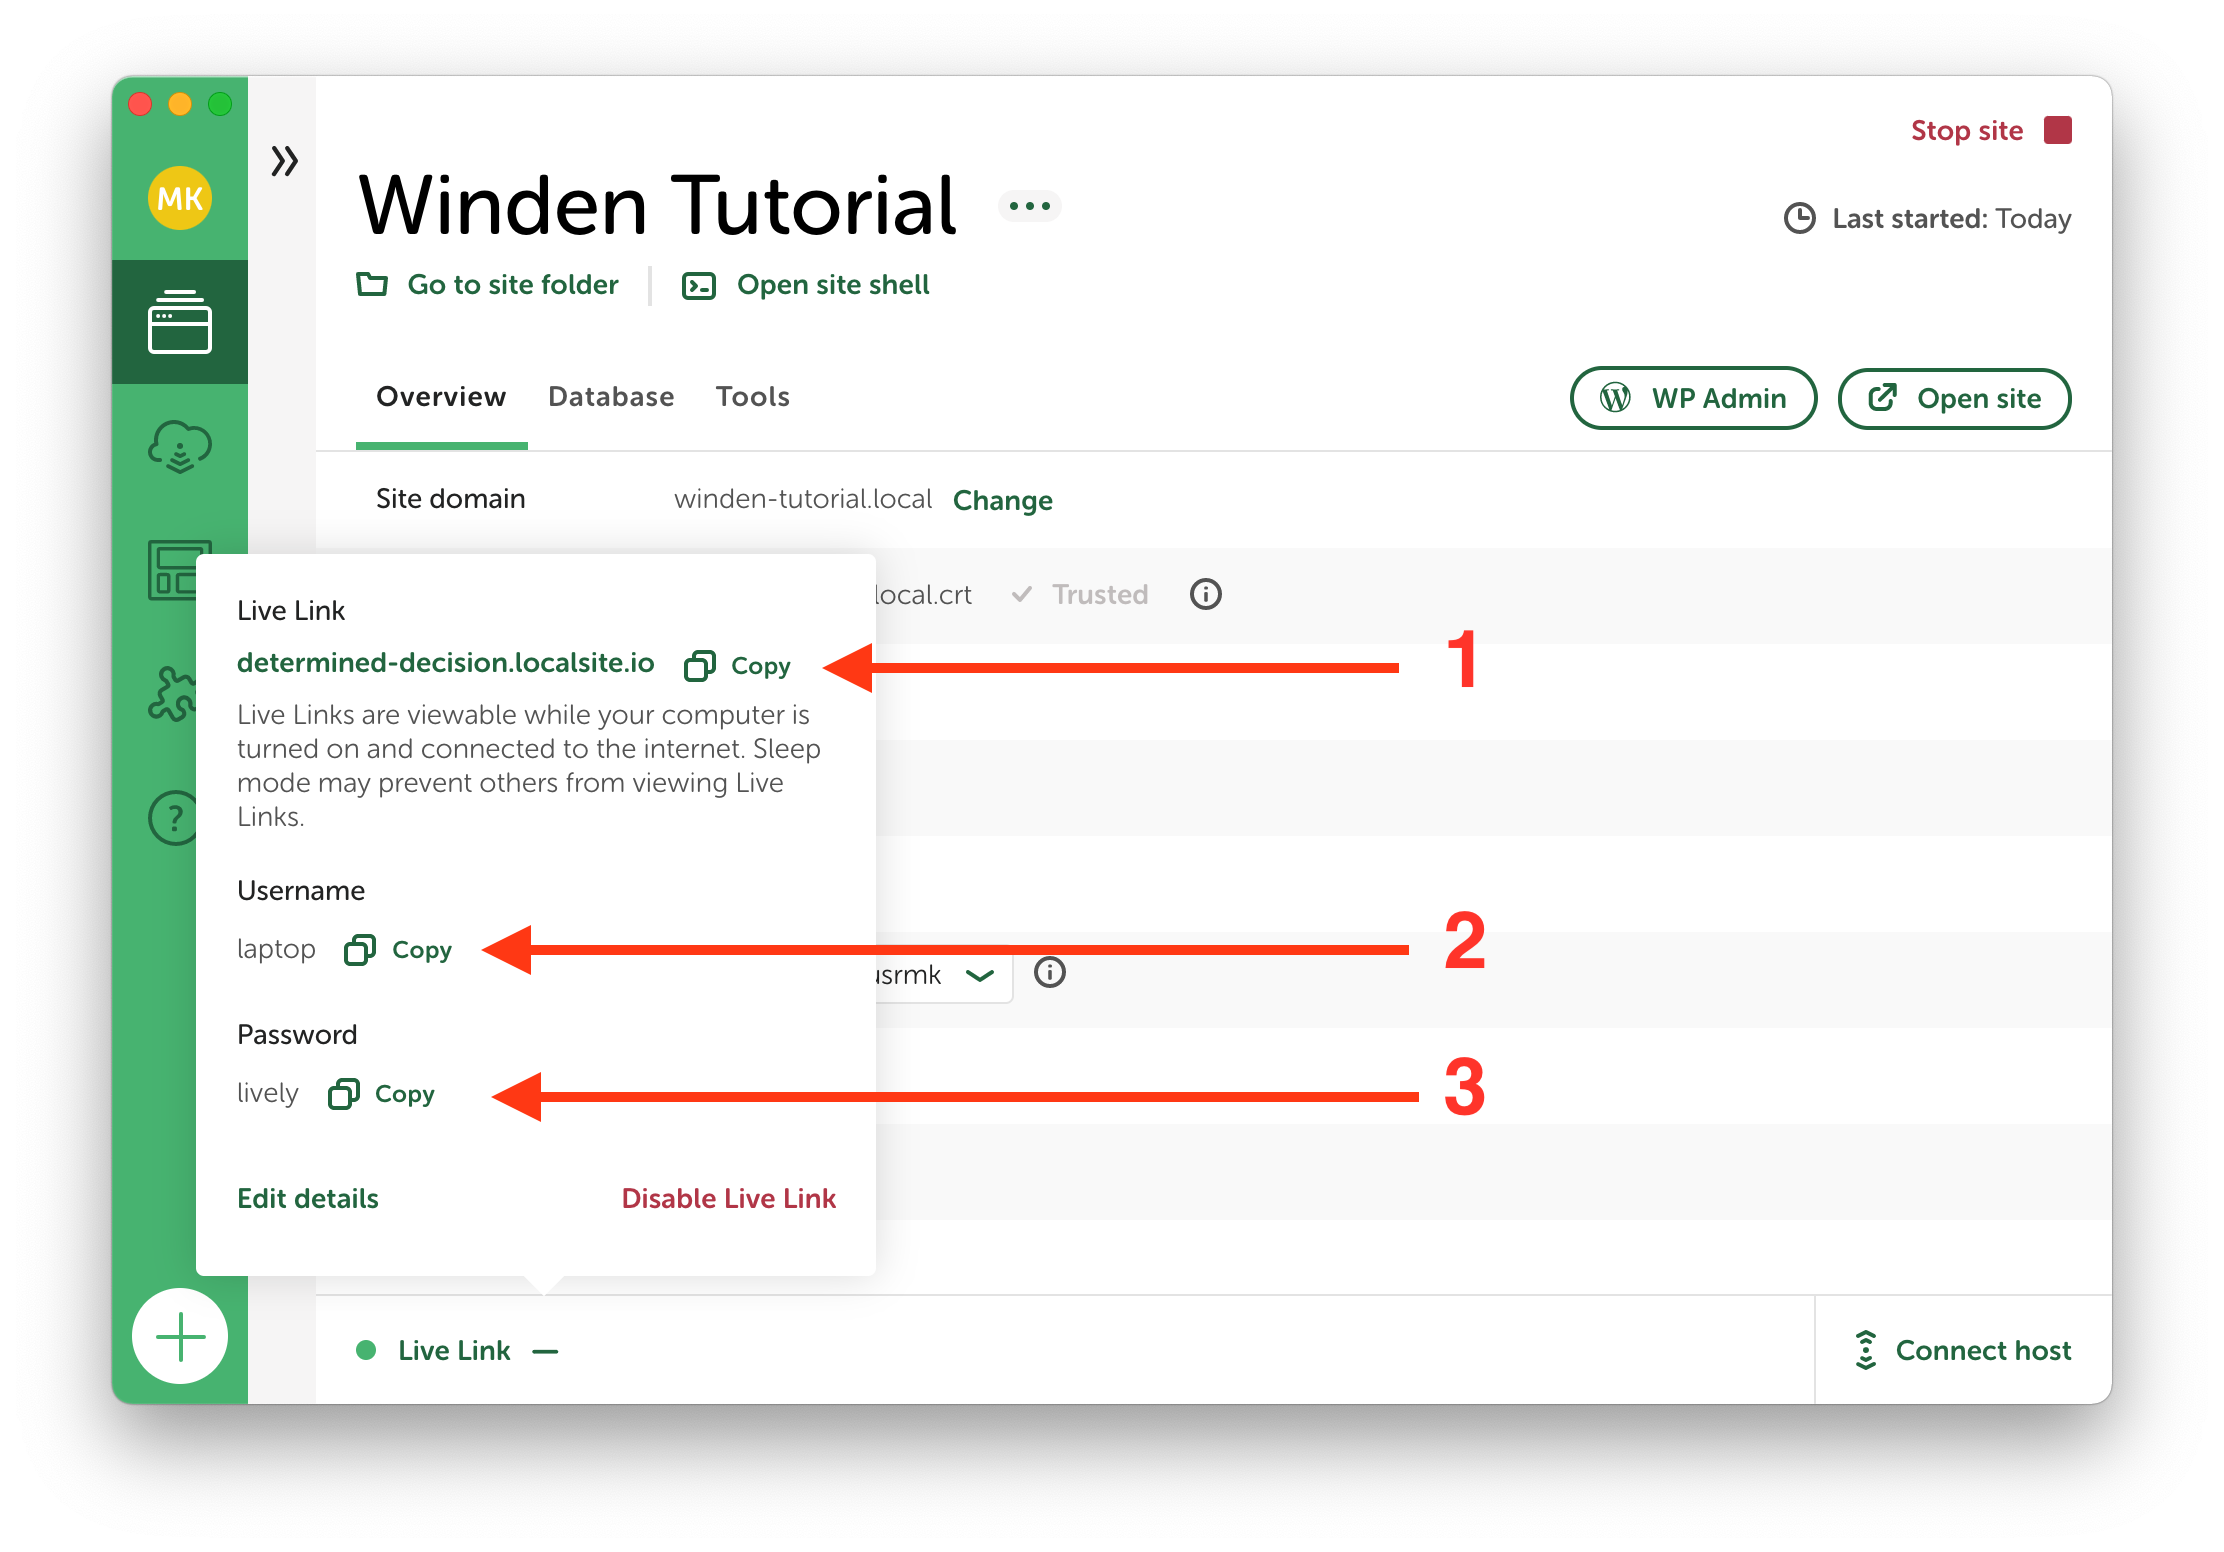 Stop site
MK
Winden Tutorial
Last started: Today
Go to site folder
Open site shell
Overview
Database
Tools
WP Admin
Open site
Site domain
winden-tutorial.local
Change
local.crt
Trusted
Live Link
determined-decision.localsite.io
Copy
1
Live Links are viewable while your computer is
turned on and connected to the internet. Sleep
mode may prevent others from viewing Live
Links.
?
Username
laptop
Copy
2
usrmk
Password
lively
Copy
3
Edit details
Disable Live Link
Live Link
Connect host